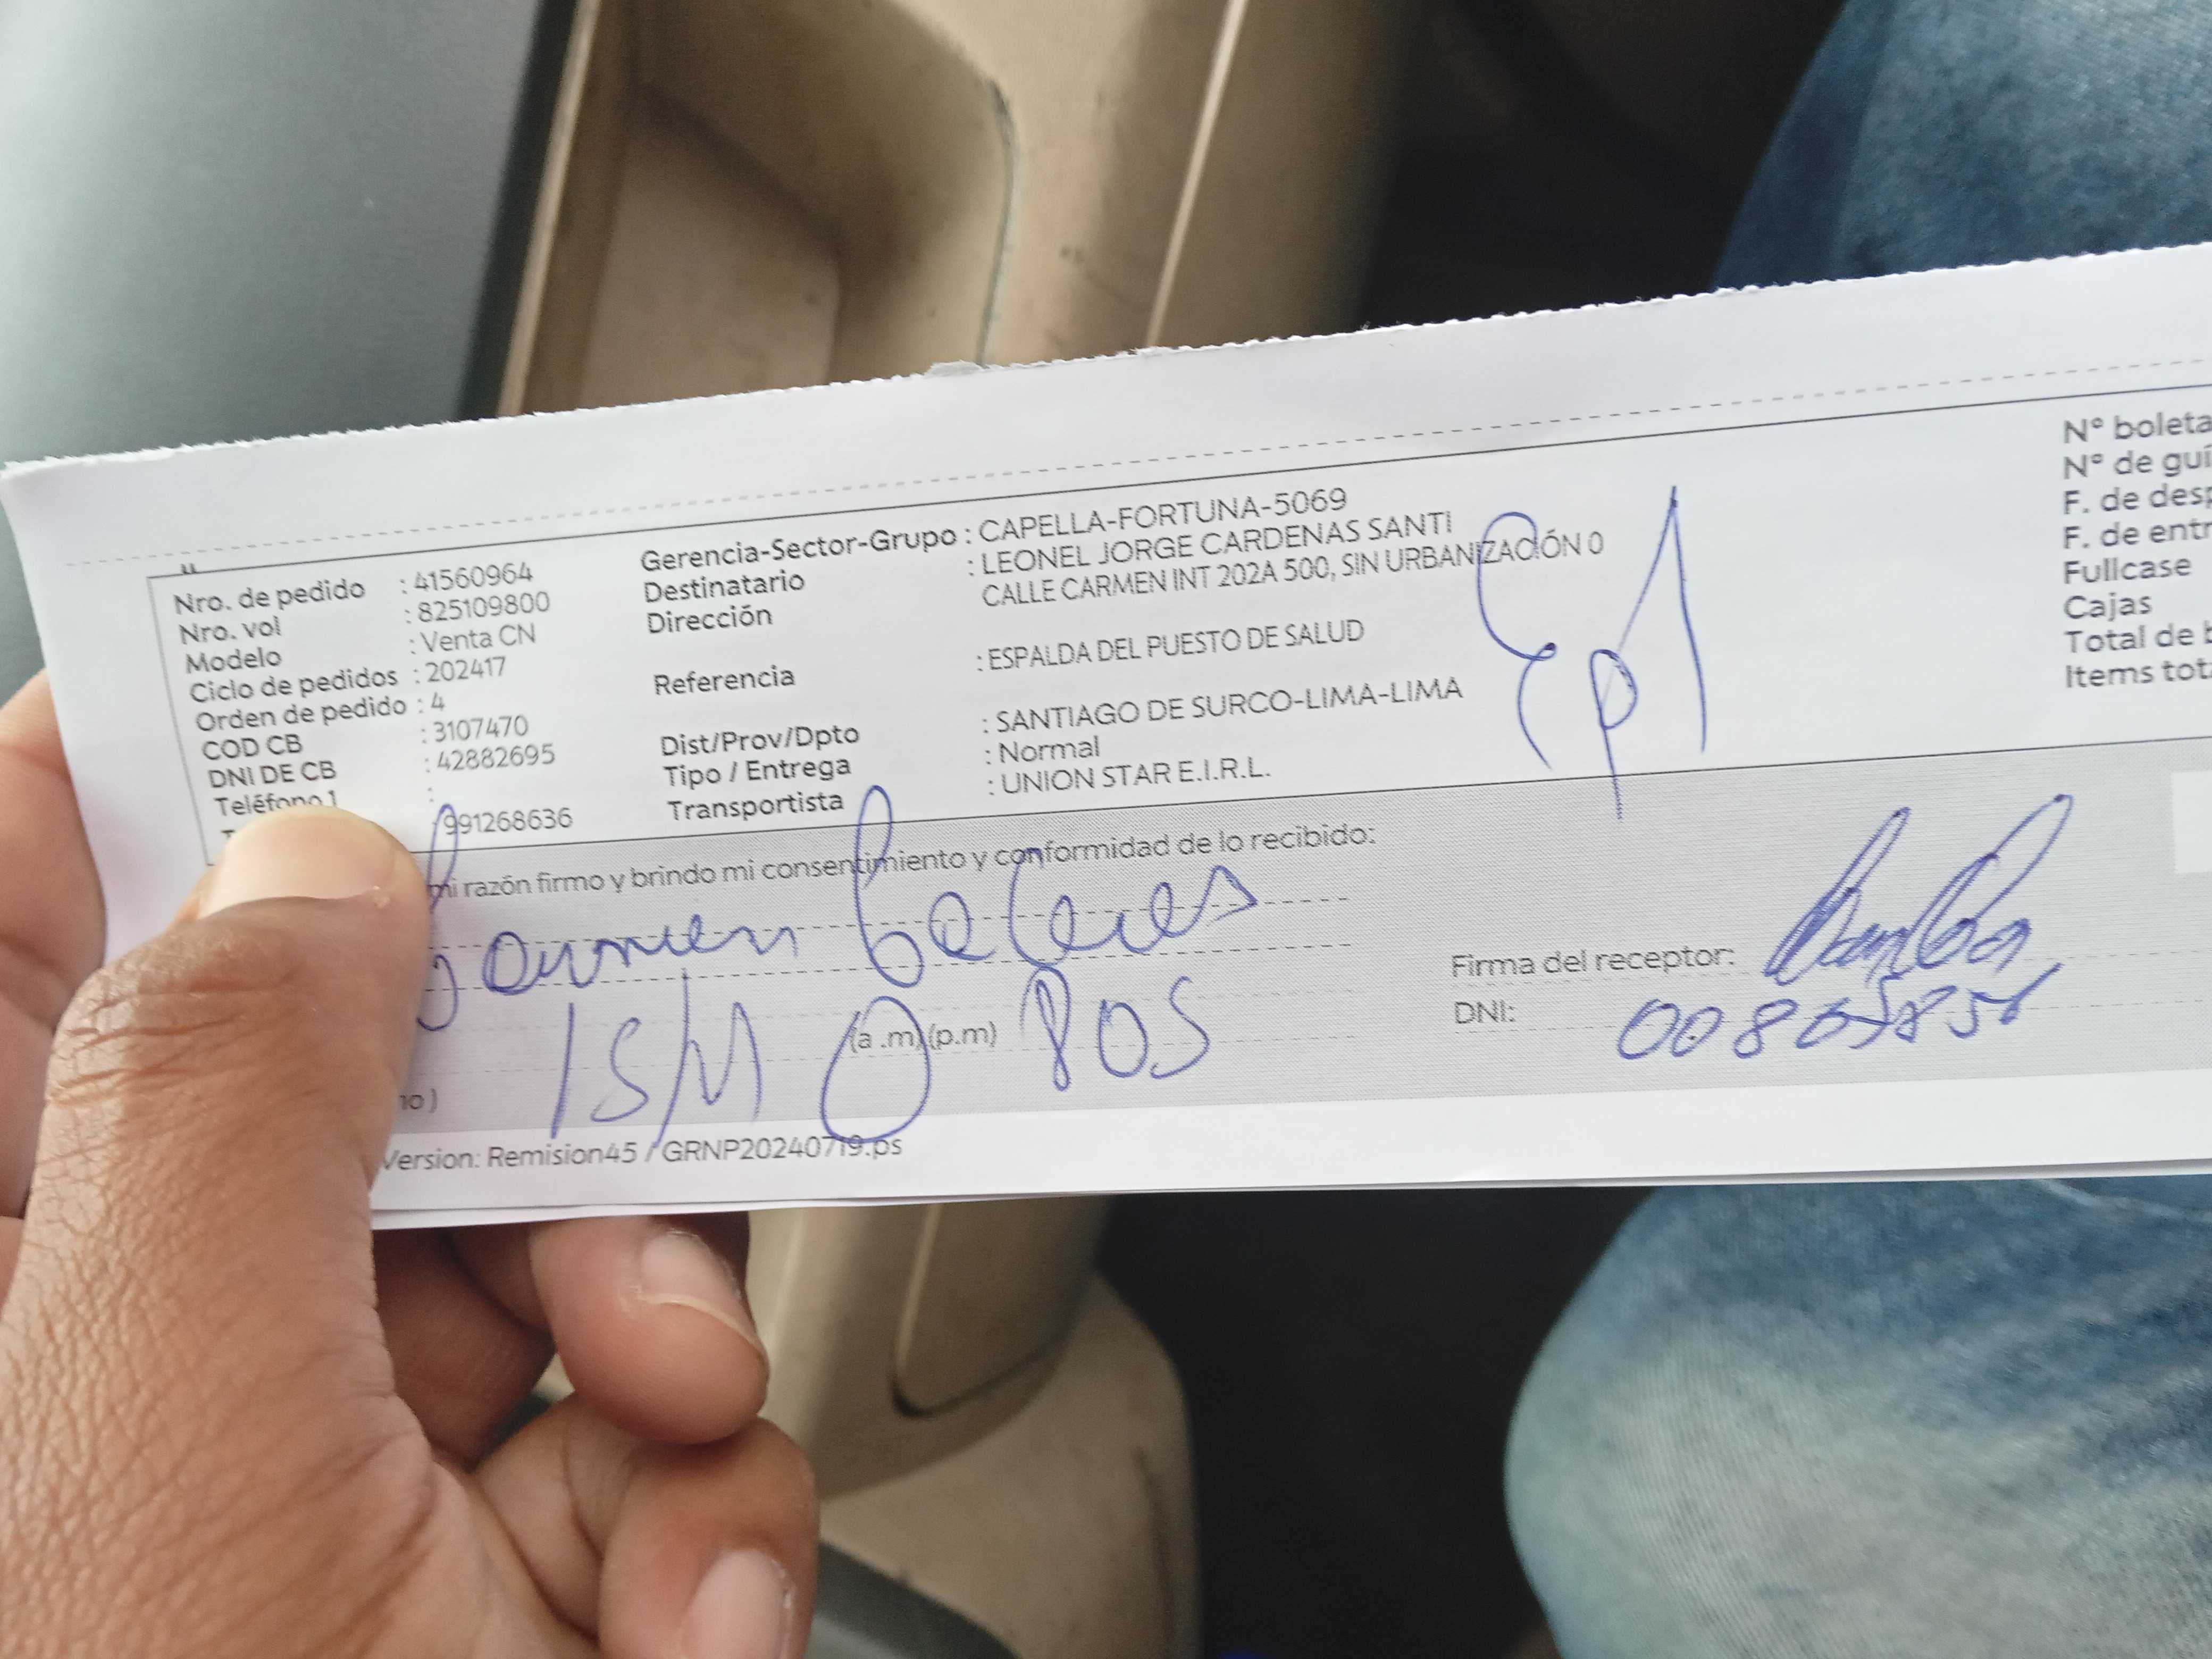 Nro. de pedido : 41560964
Nro. vol : 825109800
Modelo : Venta CN
Ciclo de pedidos : 202417
Orden de pedido : 4
COD CB : 3107470
DNI DE CB : 42882695
Teléfono 1 :
: 991268636
Gerencia-Sector-Grupo : CAPELLA-FORTUNA-5069
Destinatario : LEONEL JORGE CARDENAS SANTI
Dirección CALLE CARMEN INT 202A 500, SIN URBANIZACIÓN 0
Referencia : ESPALDA DEL PUESTO DE SALUD
Dist/Prov/Dpto : SANTIAGO DE SURCO-LIMA-LIMA
Tipo / Entrega : Normal
Transportista : UNION STAR E.I.R.L.
N° boleta
N° de guí
F. de desp
F. de entr
Fullcase
Cajas
Total de b
Items tot
mi razón firmo y brindo mi consentimiento y conformidad de lo recibido:
(a .m) (p.m)
Firma del receptor:
DNI:
no )
Version: Remision45 / GRNP20240719.ps